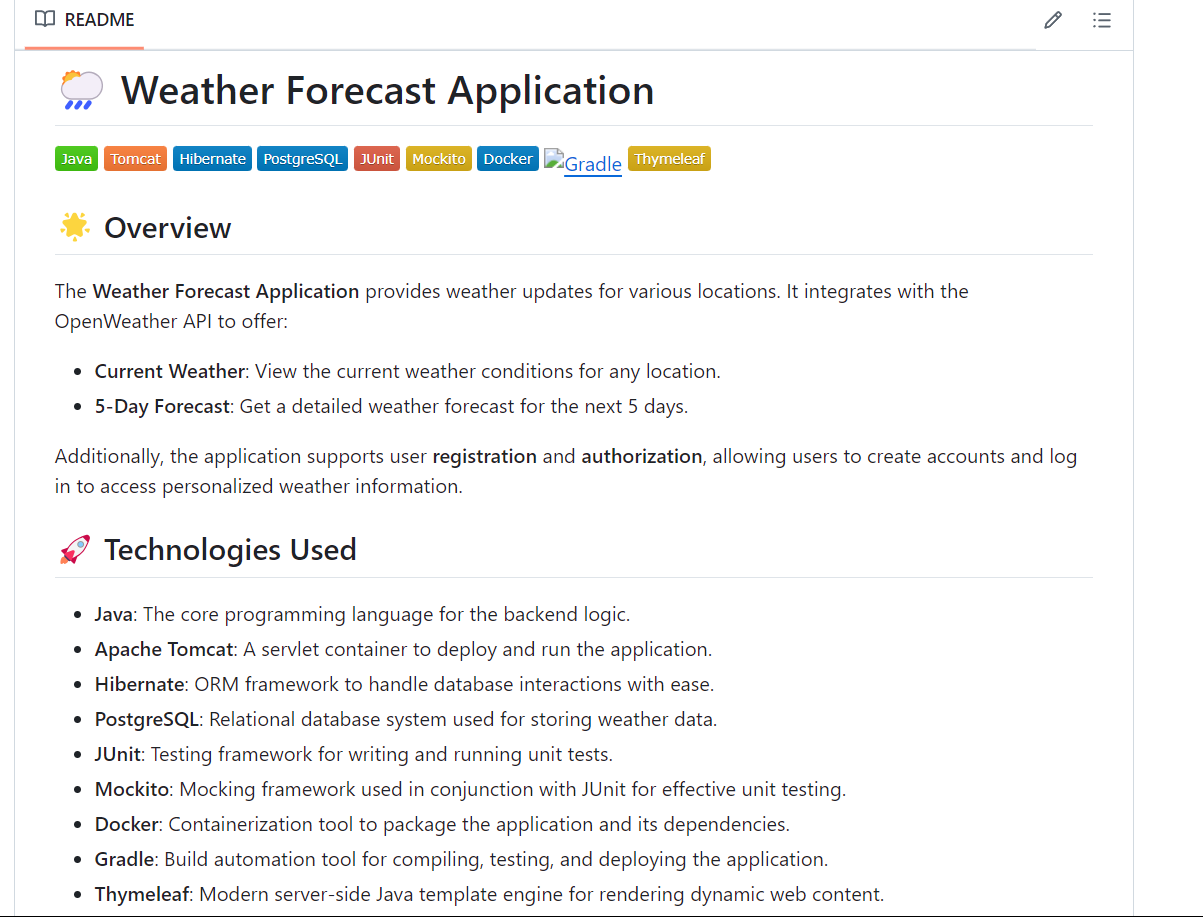 README
Weather Forecast Application
Java Tomcat Hibernate PostgreSQL JUnit Mockito Docker Gradle Thymeleaf
Overview
The Weather Forecast Application provides weather updates for various locations. It integrates with the
OpenWeather API to offer:
Current Weather: View the current weather conditions for any location.
5-Day Forecast: Get a detailed weather forecast for the next 5 days.
Additionally, the application supports user registration and authorization, allowing users to create accounts and log
in to access personalized weather information.
Technologies Used
Java: The core programming language for the backend logic.
Apache Tomcat: A servlet container to deploy and run the application.
Hibernate: ORM framework to handle database interactions with ease.
PostgreSQL: Relational database system used for storing weather data.
JUnit: Testing framework for writing and running unit tests.
Mockito: Mocking framework used in conjunction with JUnit for effective unit testing.
Docker: Containerization tool to package the application and its dependencies.
Gradle: Build automation tool for compiling, testing, and deploying the application.
Thymeleaf: Modern server-side Java template engine for rendering dynamic web content.